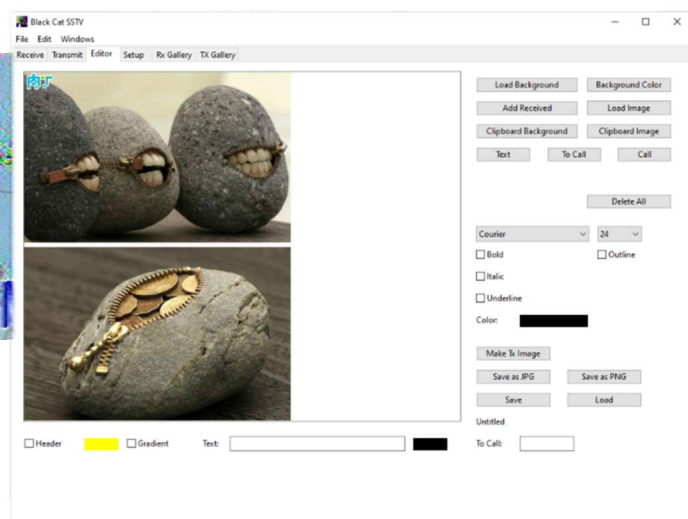 Black Cat SSTV
File Edit Windows
Receive Transmit Editor Setup Rx Gallery TX Gallery
肉丁
Load Background Background Color
Add Received Load Image
Clipboard Background Clipboard Image
Text To Call Call
Delete All
Courier 24
Bold Outline
Italic
Underline
Color:
Make Tx Image
Save as JPG Save as PNG
Save Load
Untitled
Header Gradient Text: To Call: